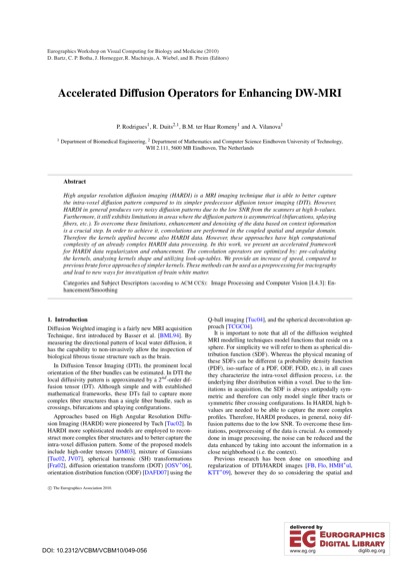 Eurographics Workshop on Visual Computing for Biology and Medicine (2010)
D. Bartz, C. P. Botha, J. Hornegger, R. Machiraju, A. Wiebel, and B. Preim (Editors)
Accelerated Diffusion Operators for Enhancing DW-MRI
P. Rodrigues1, R. Duits2,1, B.M. ter Haar Romeny1 and A. Vilanova1
1 Department of Biomedical Engineering, 2 Department of Mathematics and Computer Science Eindhoven University of Technology,
WH 2.111, 5600 MB Eindhoven, The Netherlands
Abstract
High angular resolution diffusion imaging (HARDI) is a MRI imaging technique that is able to better capture
the intra-voxel diffusion pattern compared to its simpler predecessor diffusion tensor imaging (DTI). However,
HARDI in general produces very noisy diffusion patterns due to the low SNR from the scanners at high b-values.
Furthermore, it still exhibits limitations in areas where the diffusion pattern is asymmetrical (bifurcations, splaying
fibers, etc.). To overcome these limitations, enhancement and denoising of the data based on context information
is a crucial step. In order to achieve it, convolutions are performed in the coupled spatial and angular domain.
Therefore the kernels applied become also HARDI data. However, these approaches have high computational
complexity of an already complex HARDI data processing. In this work, we present an accelerated framework
for HARDI data regularizaton and enhancement. The convolution operators are optimized by: pre-calculating
the kernels, analysing kernels shape and utilizing look-up-tables. We provide an increase of speed, compared to
previous brute force approaches of simpler kernels. These methods can be used as a preprocessing for tractography
and lead to new ways for investigation of brain white matter.
Categories and Subject Descriptors (according to ACM CCS): Image Processing and Computer Vision [I.4.3]: En-
hancement/Smoothing
1. Introduction
Diffusion Weighted imaging is a fairly new MRI acquisition
Technique, first introduced by Basser et al. [BML94]. By
measuring the directional pattern of local water diffusion, it
has the capability to non-invasively allow the inspection of
biological fibrous tissue structure such as the brain.
In Diffusion Tensor Imaging (DTI), the prominent local
orientation of the fiber bundles can be estimated. In DTI the
local diffusivity pattern is approximated by a 2nd-order dif-
fusion tensor (DT). Although simple and with established
mathematical frameworks, these DTs fail to capture more
complex fiber structures than a single fiber bundle, such as
crossings, bifurcations and splaying configurations.
Approaches based on High Angular Resolution Diffu-
sion Imaging (HARDI) were pioneered by Tuch [Tuc02]. In
HARDI more sophisticated models are employed to recon-
struct more complex fiber structures and to better capture the
intra-voxel diffusion pattern. Some of the proposed models
include high-order tensors [OM03], mixture of Gaussians
[Tuc02, JV07], spherical harmonic (SH) transformations
[Fra02], diffusion orientation transform (DOT) [OSV*06],
orientation distribution function (ODF) [DAFD07] using the
Q-ball imaging [Tuc04], and the spherical deconvolution ap-
proach [TCGC04].
It is important to note that all of the diffusion weighted
MRI modelling techniques model functions that reside on a
sphere. For simplicity we will refer to them as spherical dis-
tribution function (SDF). Whereas the physical meaning of
these SDFs can be different (a probability density function
(PDF), iso-surface of a PDF, ODF, FOD, etc.), in all cases
they characterize the intra-voxel diffusion process, i.e. the
underlying fiber distribution within a voxel. Due to the lim-
itations in acquisition, the SDF is always antipodally sym-
metric and therefore can only model single fiber tracts or
symmetric fiber crossing configurations. In HARDI, high b-
values are needed to be able to capture the more complex
profiles. Therefore, HARDI produces, in general, noisy dif-
fusion patterns due to the low SNR. To overcome these lim-
itations, postprocessing of the data is crucial. As commonly
done in image processing, the noise can be reduced and the
data enhanced by taking into account the information in a
close neighborhood (i.e. the context).
Previous research has been done on smoothing and
regularization of DTI/HARDI images [FB, Flo, HMH*ul,
KTT*09], however they do so considering the spatial and
© The Eurographics Association 2010.
DOI: 10.2312/VCBM/VCBM10/049-056
delivered by
EG EUROGRAPHICS
DIGITAL LIBRARY
www.eg.org diglib.eg.org